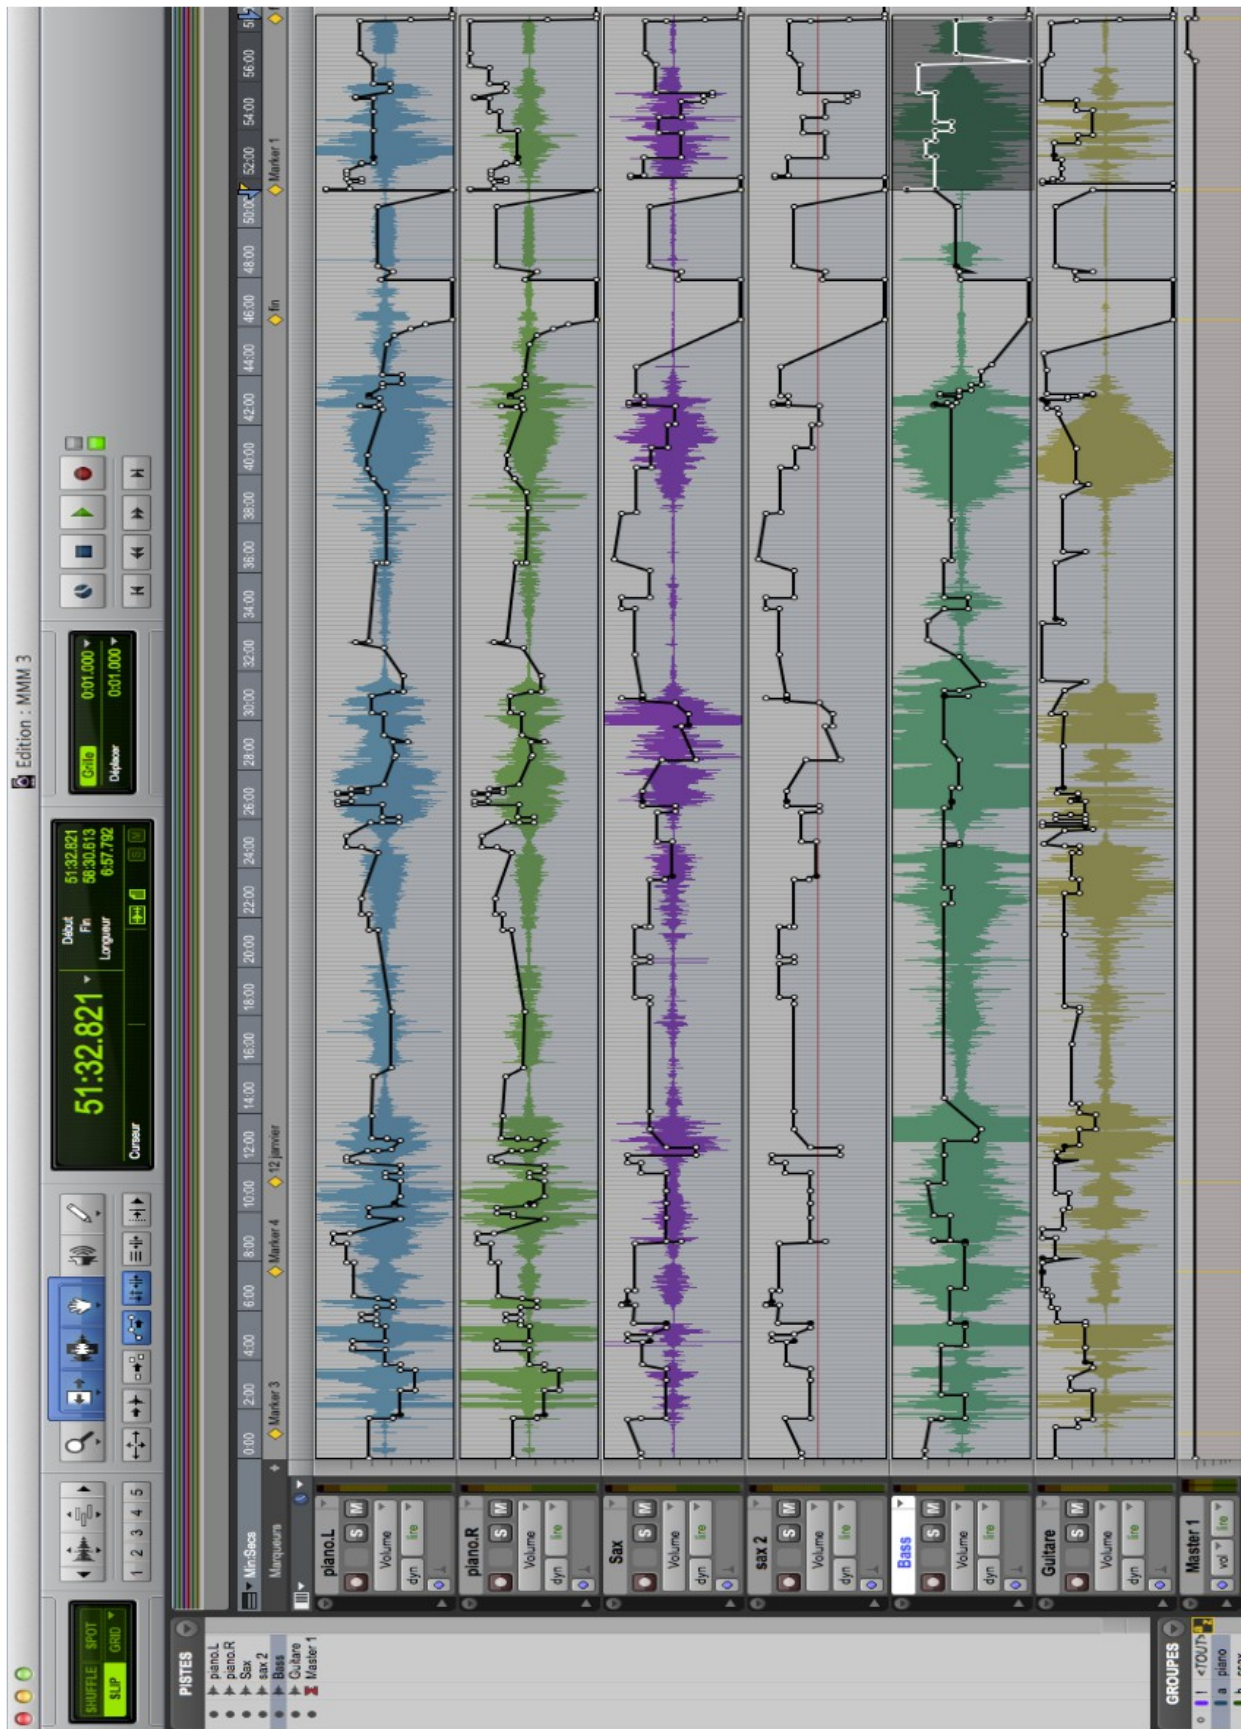 Edition : MMM 3
SHUFFLE SPOT
SLIP GRID
1 2 3 4 5
51:32.821
Curseur
Début 51:32.821
Fin 58:30.613
Longueur 6:57.792
S M
Grille 0:01.000
Déplacer 0:01.000
PISTES
piano.L
piano.R
Sax
sax 2
Bass
Guitare
Master 1
GROUPES
! <TOUT>
a piano
Min:Secs 0:00 2:00 4:00 6:00 8:00 10:00 12:00 14:00 16:00 18:00 20:00 22:00 24:00 26:00 28:00 30:00 32:00 34:00 36:00 38:00 40:00 42:00 44:00 46:00 48:00 50:00 52:00 54:00 56:00
Marqueurs Marker 3 Marker 4 12 janvier fin Marker 1
piano.L
S M
Volume
dyn lire
piano.R
S M
Volume
dyn lire
Sax
S M
Volume
dyn lire
sax 2
S M
Volume
dyn lire
Bass
S M
Volume
dyn lire
Guitare
S M
Volume
dyn lire
Master 1
vol lire